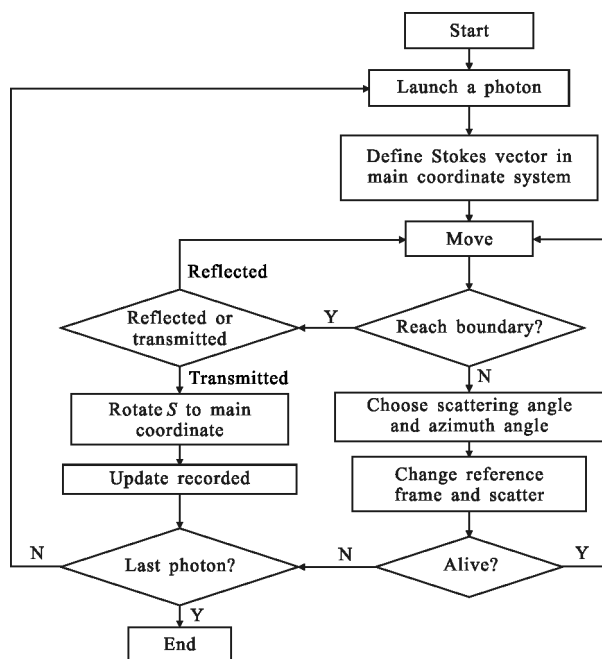 Start
Launch a photon
Define Stokes vector in
main coordinate system
Move
Reflected
Reflected or
transmitted
Y
Reach boundary?
Transmitted
N
Rotate S to main
coordinate
Choose scattering angle
and azimuth angle
Update recorded
Change reference
frame and scatter
N
Last photon?
N
Alive?
Y
Y
End